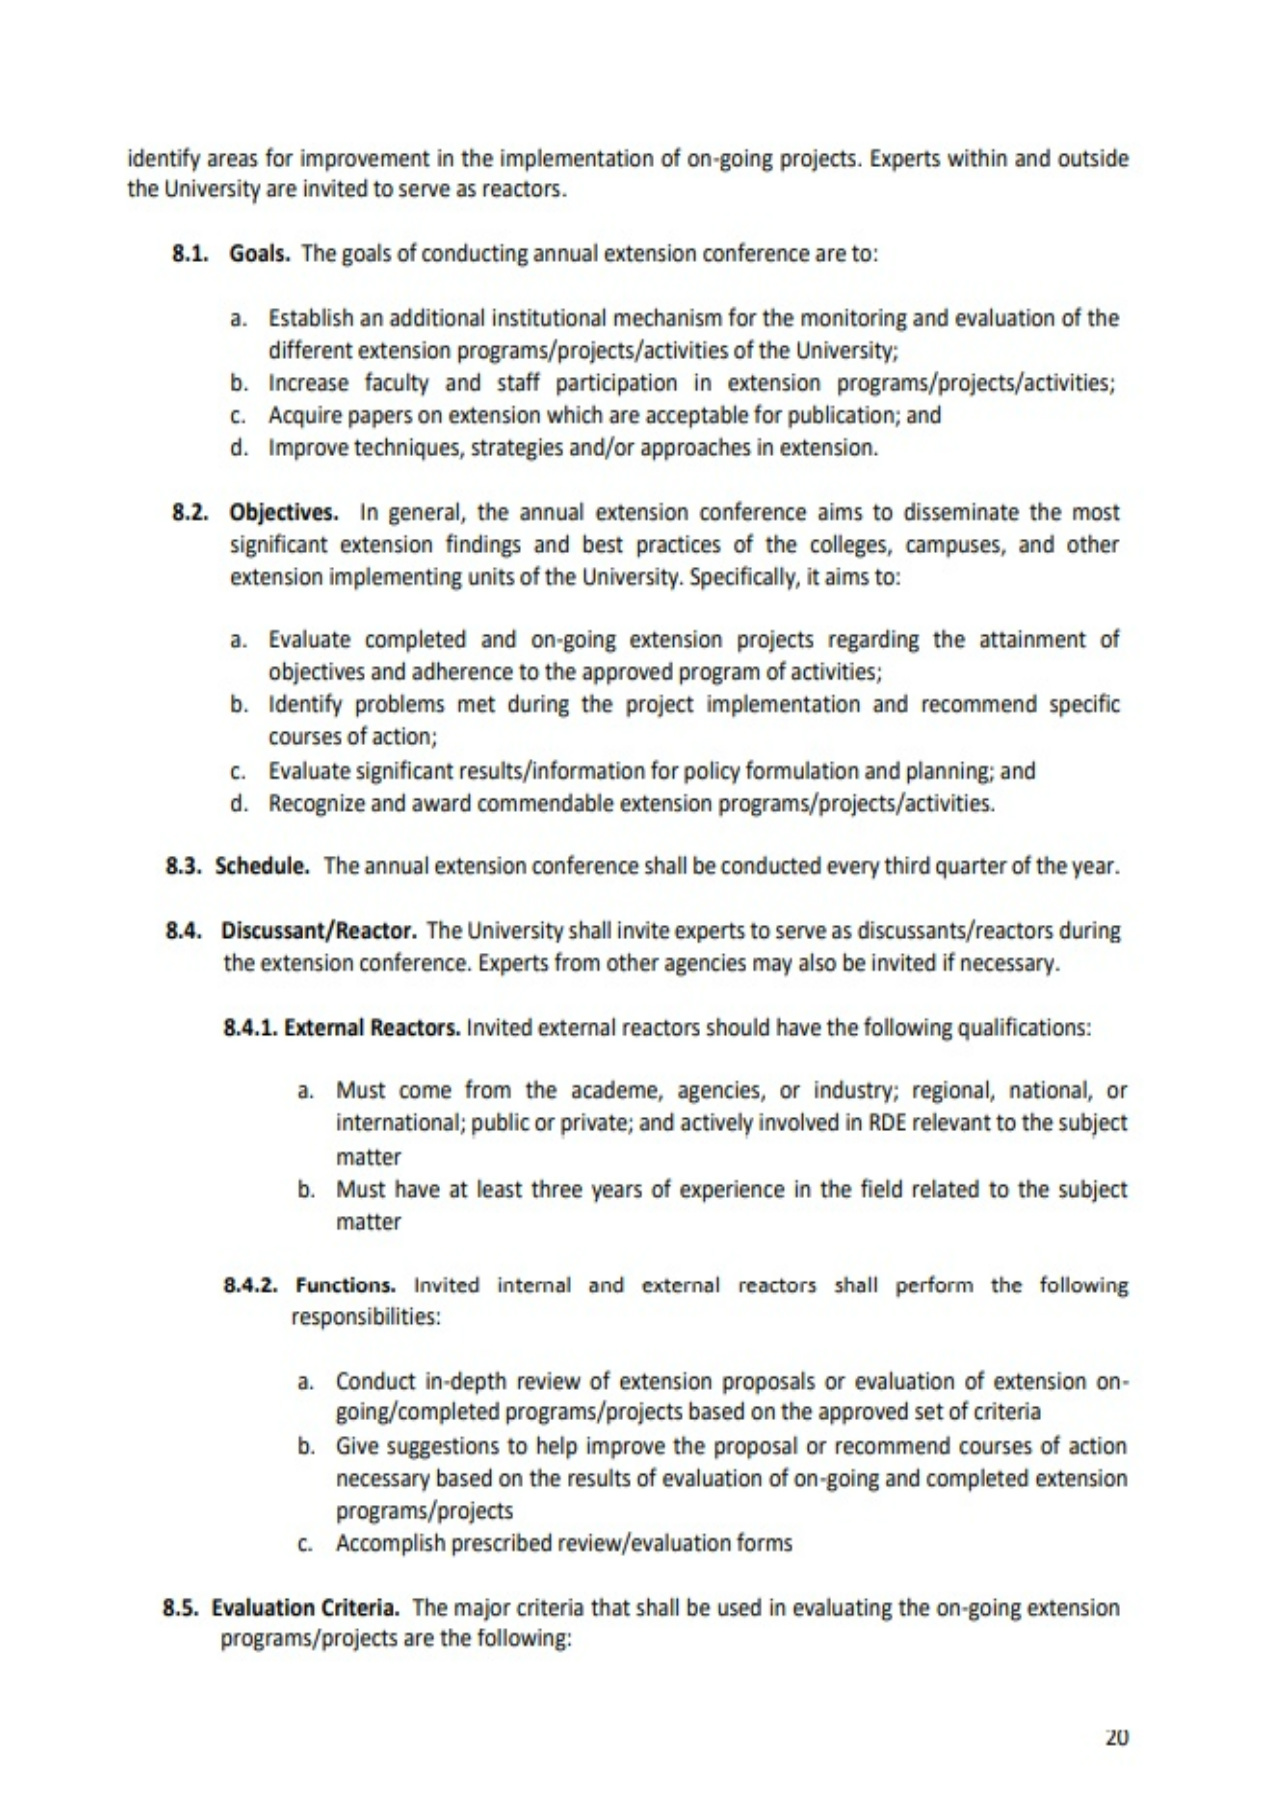 identify areas for improvement in the implementation of on-going projects. Experts within and outside
the University are invited to serve as reactors.
8.1. Goals. The goals of conducting annual extension conference are to:
a. Establish an additional institutional mechanism for the monitoring and evaluation of the
different extension programs/projects/activities of the University;
b. Increase faculty and staff participation in extension programs/projects/activities;
c. Acquire papers on extension which are acceptable for publication; and
d. Improve techniques, strategies and/or approaches in extension.
8.2. Objectives. In general, the annual extension conference aims to disseminate the most
significant extension findings and best practices of the colleges, campuses, and other
extension implementing units of the University. Specifically, it aims to:
a. Evaluate completed and on-going extension projects regarding the attainment of
objectives and adherence to the approved program of activities;
b. Identify problems met during the project implementation and recommend specific
courses of action;
c. Evaluate significant results/information for policy formulation and planning; and
d. Recognize and award commendable extension programs/projects/activities.
8.3. Schedule. The annual extension conference shall be conducted every third quarter of the year.
8.4. Discussant/Reactor. The University shall invite experts to serve as discussants/reactors during
the extension conference. Experts from other agencies may also be invited if necessary.
8.4.1. External Reactors. Invited external reactors should have the following qualifications:
a. Must come from the academe, agencies, or industry; regional, national, or
international; public or private; and actively involved in RDE relevant to the subject
matter
b. Must have at least three years of experience in the field related to the subject
matter
8.4.2. Functions. Invited internal and external reactors shall perform the following
responsibilities:
a. Conduct in-depth review of extension proposals or evaluation of extension on-
going/completed programs/projects based on the approved set of criteria
b. Give suggestions to help improve the proposal or recommend courses of action
necessary based on the results of evaluation of on-going and completed extension
programs/projects
c. Accomplish prescribed review/evaluation forms
8.5. Evaluation Criteria. The major criteria that shall be used in evaluating the on-going extension
programs/projects are the following:
20